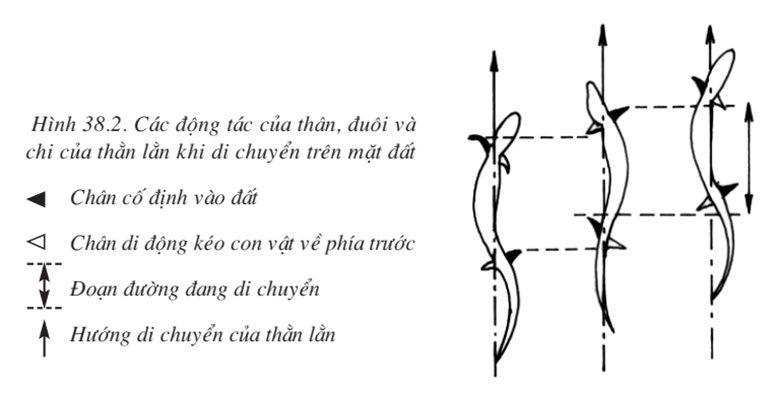 Hình 38.2. Các động tác của thân, đuôi và
chi của thằn lằn khi di chuyển trên mặt đất
Chân cố định vào đất
Chân di động kéo con vật về phía trước
Đoạn đường đang di chuyển
Hướng di chuyển của thằn lằn